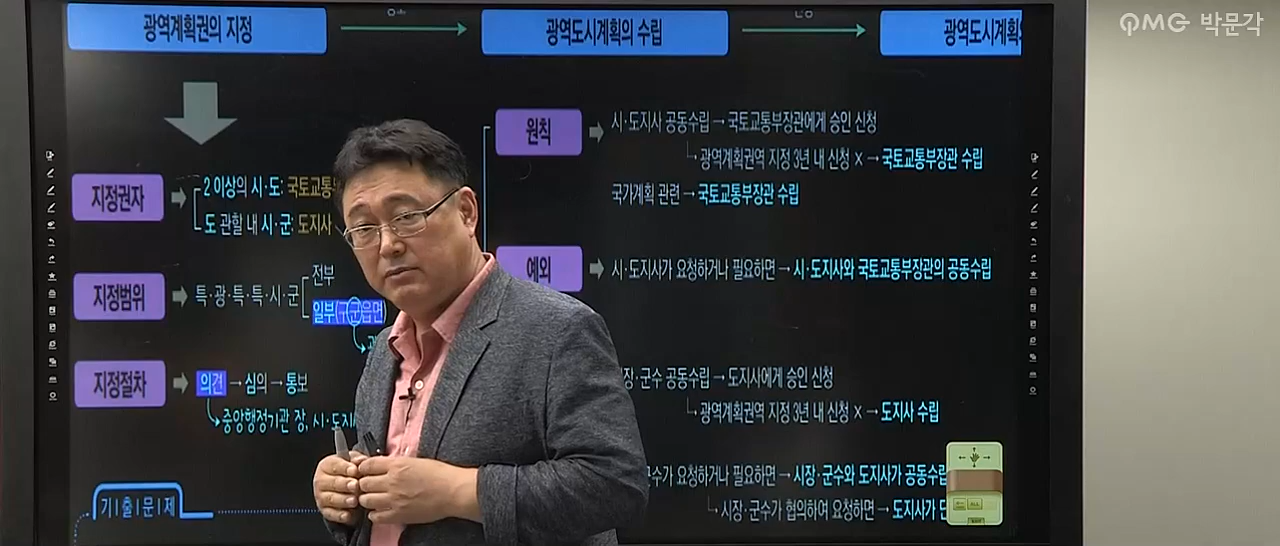 PMG 박문각
광역계획권의 지정
광역도시계획의 수립
광역도시계획의
지정권자
2 이상의 시·도: 국토교통
도 관할 내 시·군: 도지사
지정범위
특·광·특·특·시·군
전부
일부(구군읍면
지정절차
의견 → 심의 → 통보
중앙행정기관 장, 시·도지사
기출문제
원칙
시·도지사 공동수립 → 국토교통부장관에게 승인 신청
광역계획권역 지정 3년 내 신청 × → 국토교통부장관 수립
국가계획 관련 → 국토교통부장관 수립
예외
시·도지사가 요청하거나 필요하면 → 시·도지사와 국토교통부장관의 공동수립
장·군수 공동수립 → 도지사에게 승인 신청
광역계획권역 지정 3년 내 신청 × → 도지사 수립
군수가 요청하거나 필요하면 → 시장·군수와 도지사가 공동수립
시장·군수가 협의하여 요청하면 → 도지사가 단